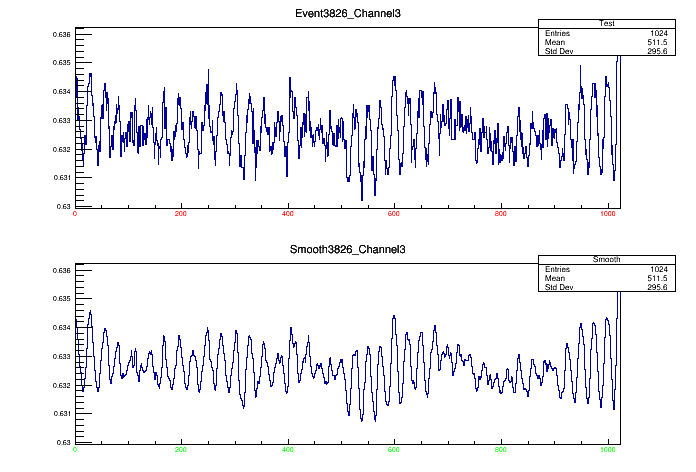 Event3826_Channel3
Test
Entries 1024
Mean 511.5
Std Dev 295.6
0.636
0.635
0.634
0.633
0.632
0.631
0.63
0 200 400 600 800 1000
Smooth3826_Channel3
Smooth
Entries 1024
Mean 511.5
Std Dev 295.6
0.636
0.635
0.634
0.633
0.632
0.631
0.63
0 200 400 600 800 1000